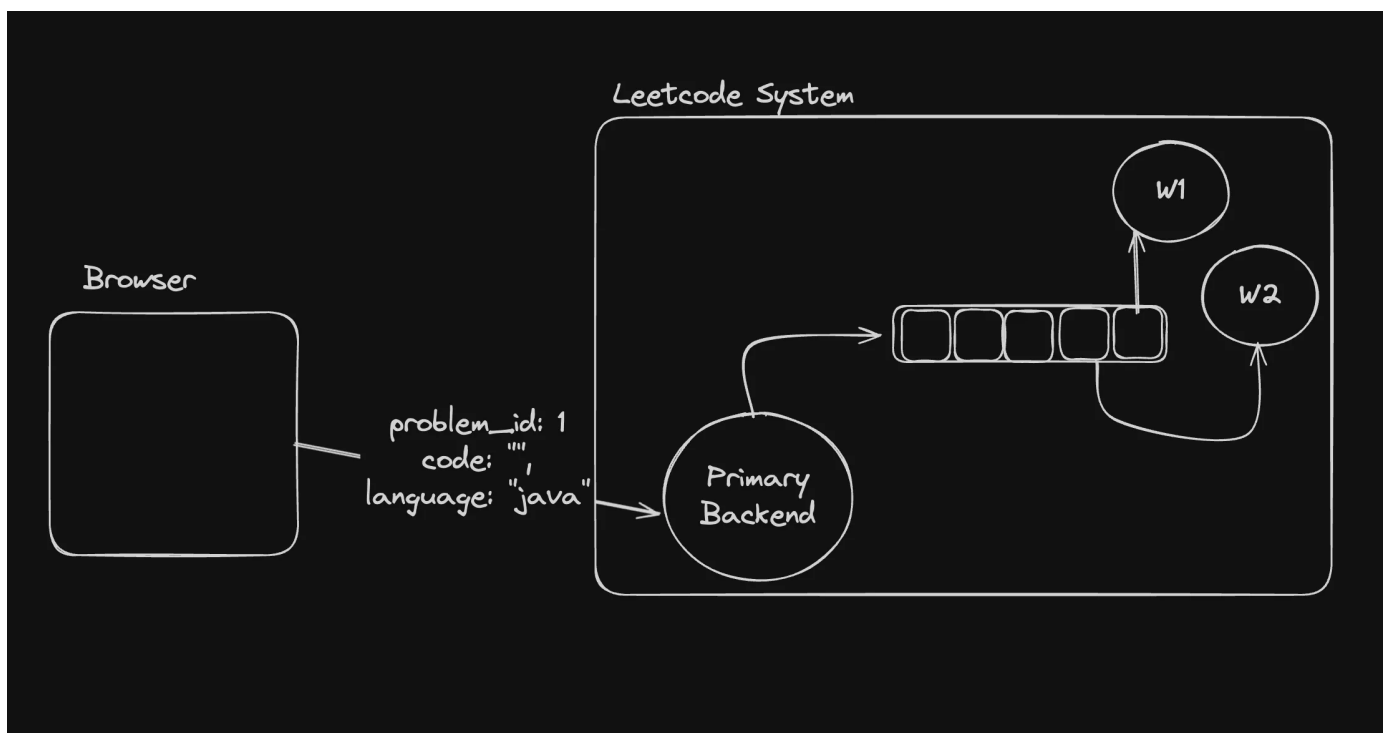 Leetcode System
W1
Browser
W2
problem_id: 1
code: "",
language: "java"
Primary
Backend